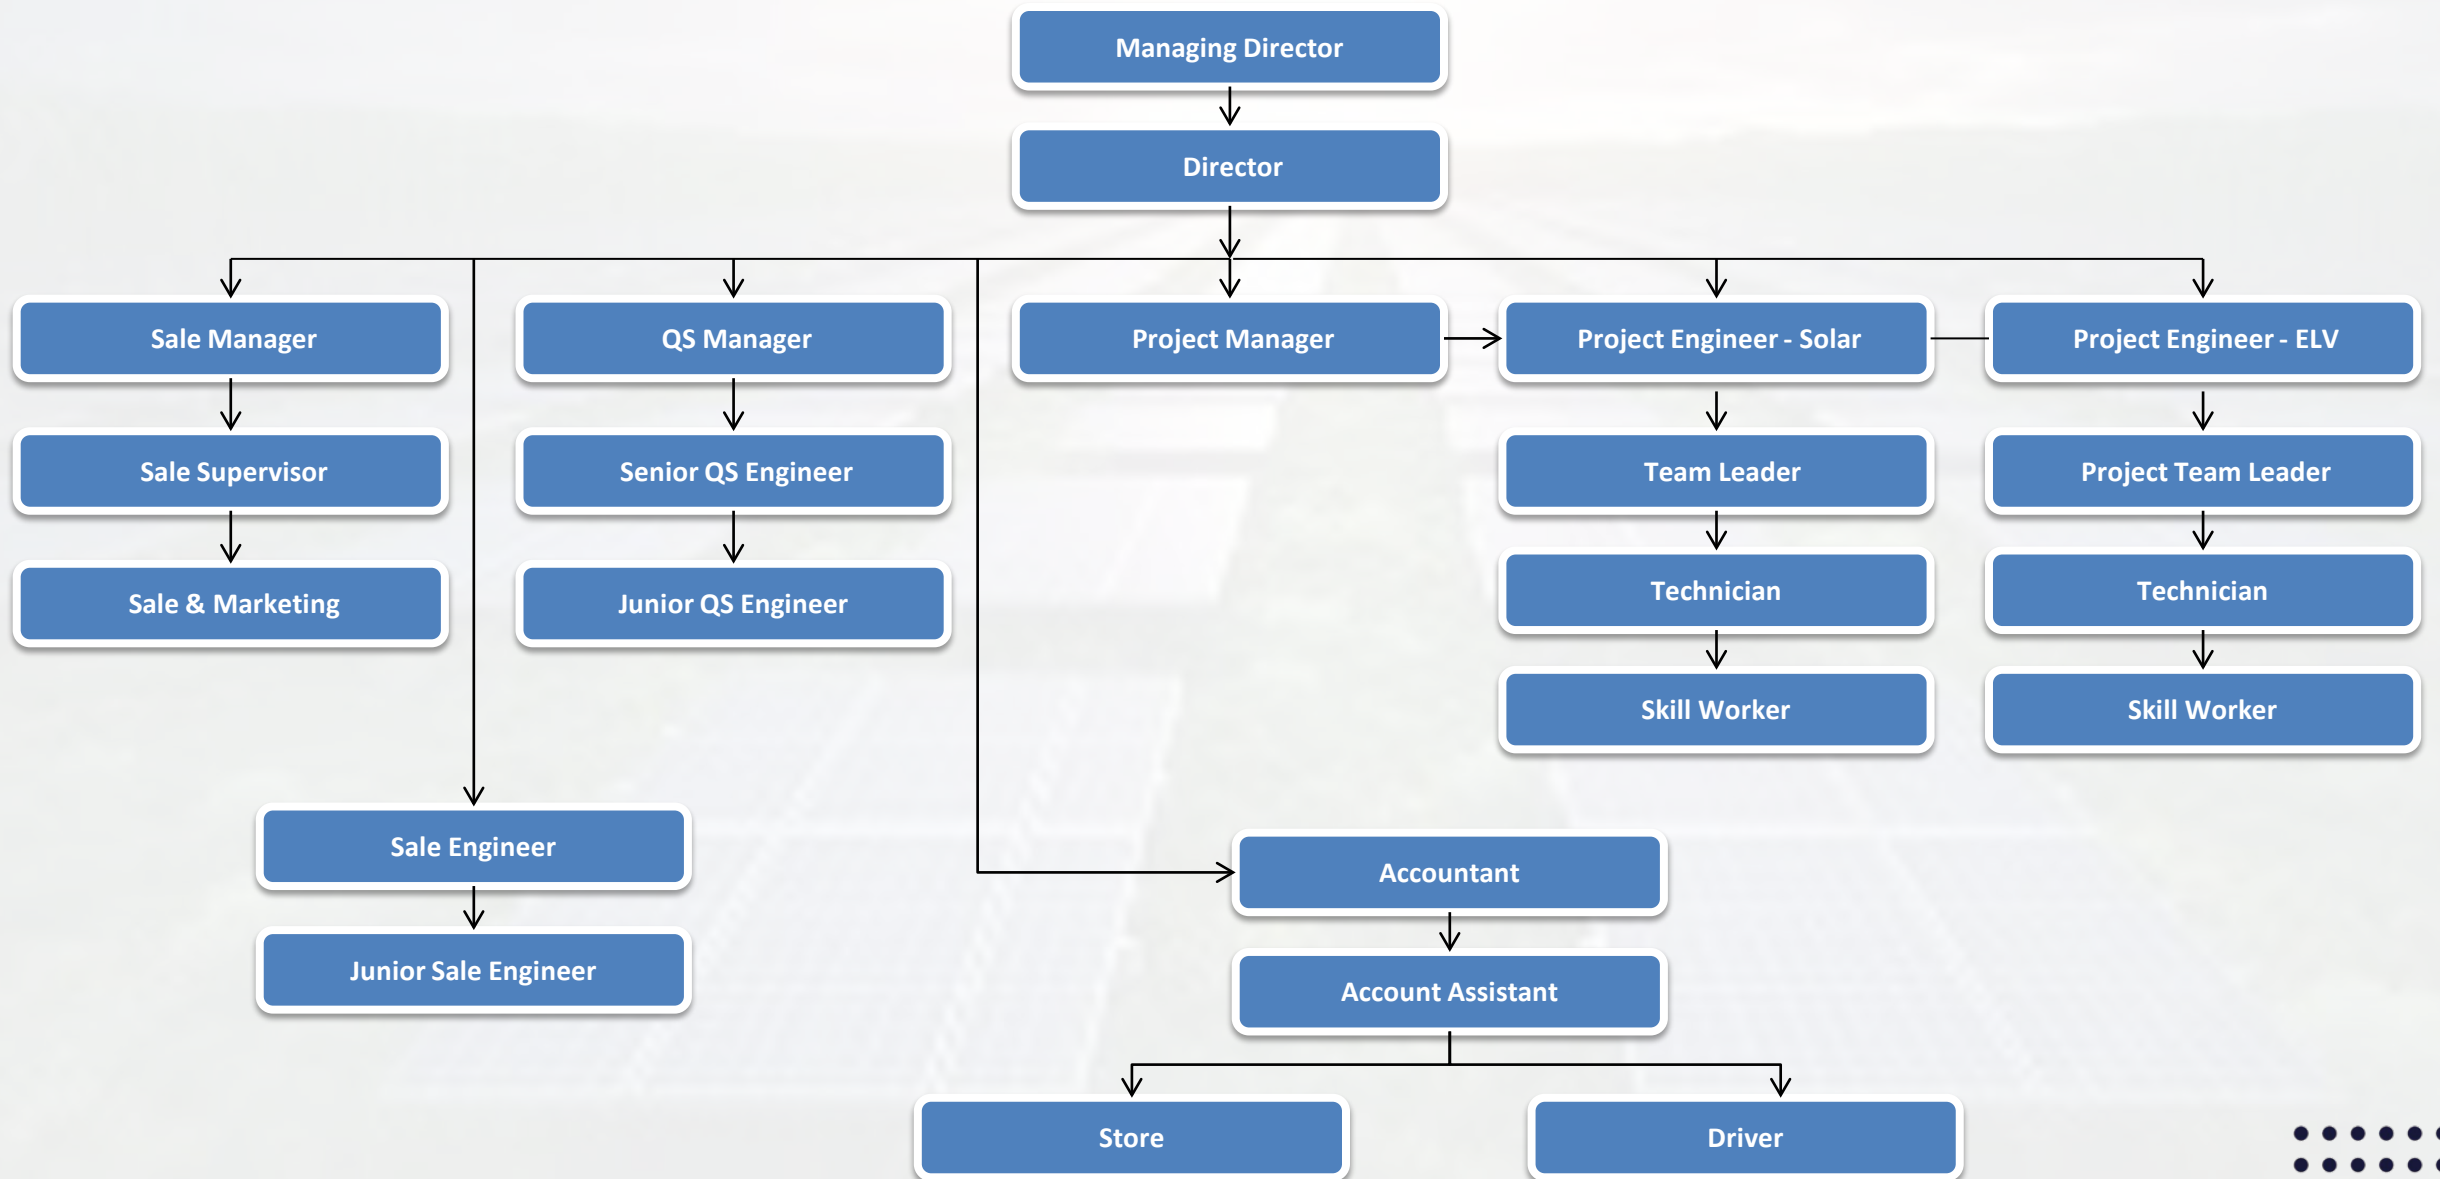 Managing Director
Director
Sale Manager
QS Manager
Project Manager
Project Engineer - Solar
Project Engineer - ELV
Sale Supervisor
Senior QS Engineer
Team Leader
Project Team Leader
Sale & Marketing
Junior QS Engineer
Technician
Technician
Skill Worker
Skill Worker
Sale Engineer
Accountant
Junior Sale Engineer
Account Assistant
Store
Driver